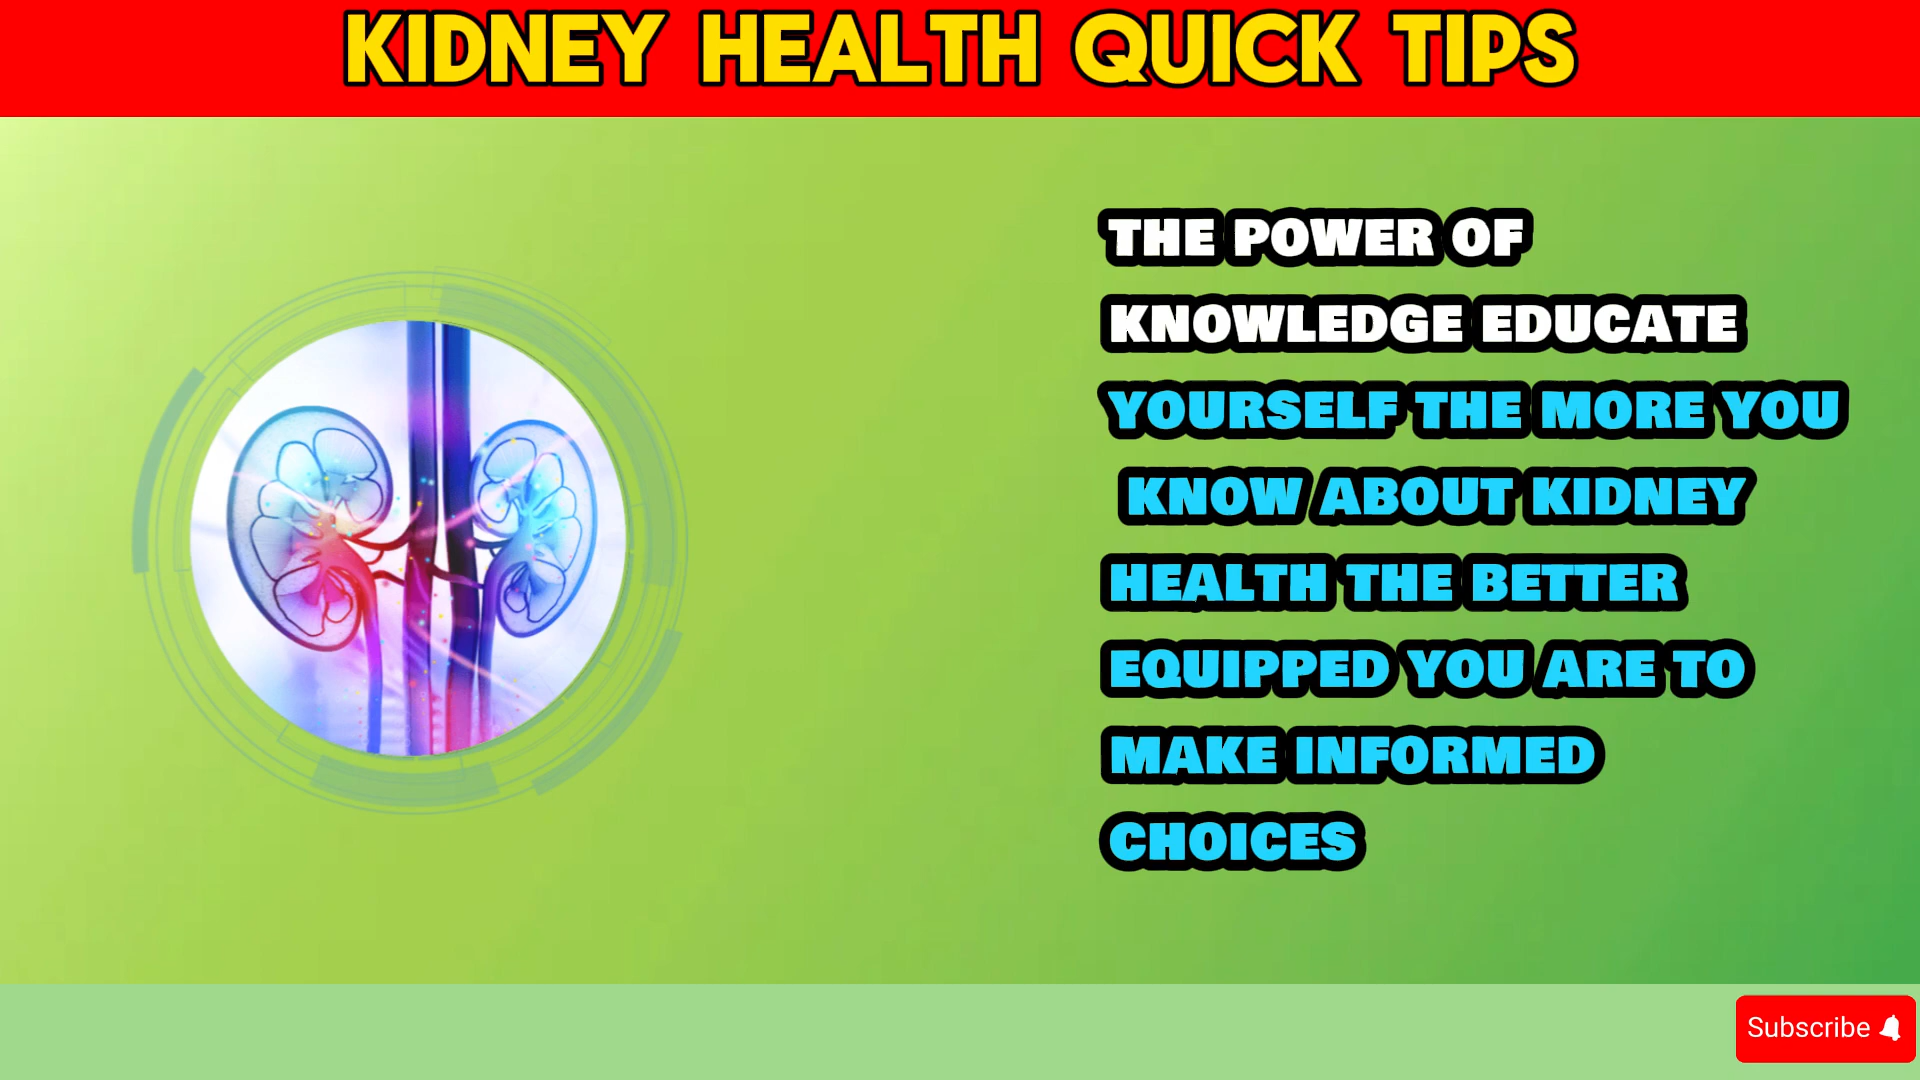 KIDNEY HEALTH QUICK TIPS
THE POWER OF
KNOWLEDGE EDUCATE
YOURSELF THE MORE YOU
KNOW ABOUT KIDNEY
HEALTH THE BETTER
EQUIPPED YOU ARE TO
MAKE INFORMED
CHOICES
Subscribe